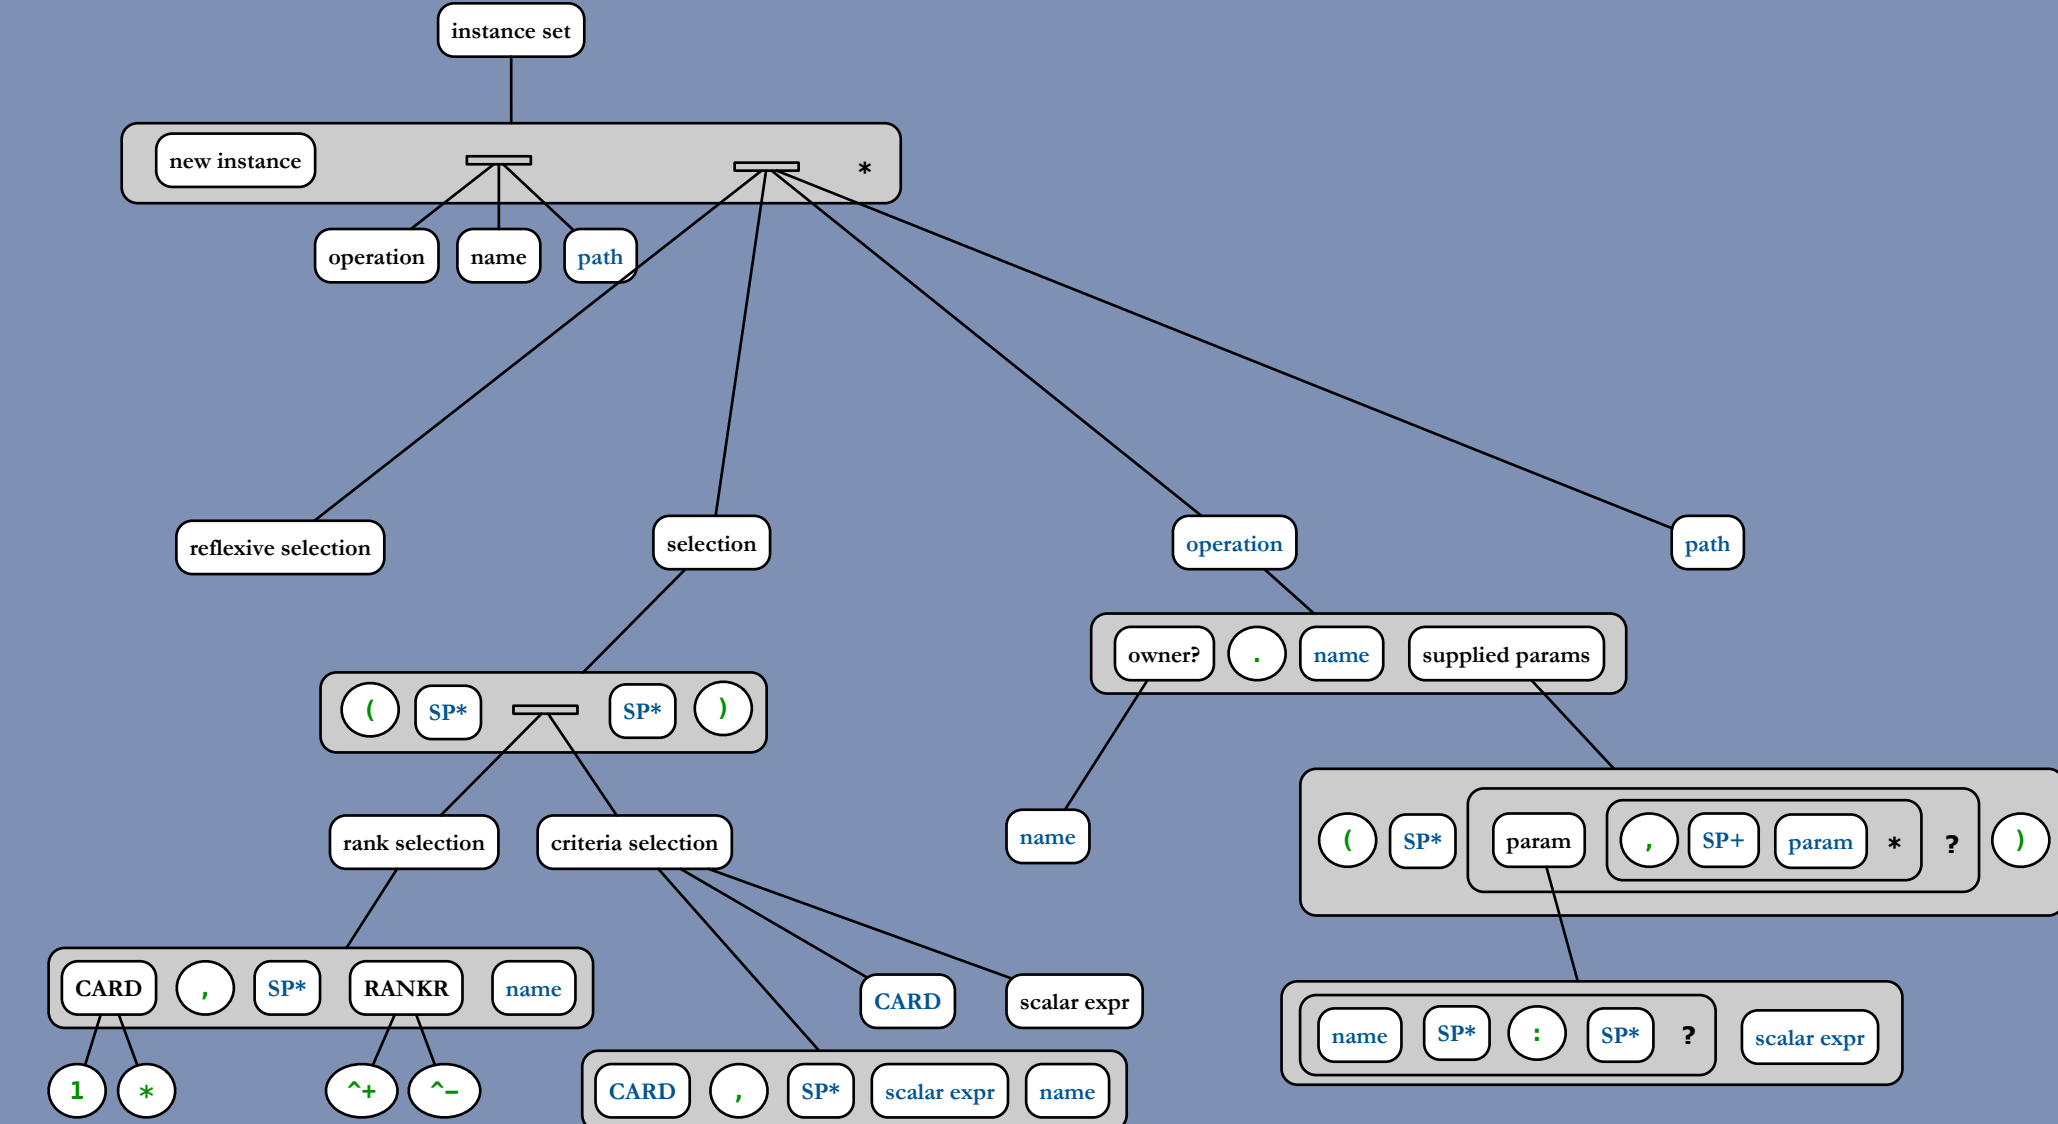 instance set
new instance
*
operation name path
reflexive selection
selection
operation
path
owner? . name supplied params
( SP* SP* )
name
( SP* param , SP+ param * ? )
rank selection criteria selection
CARD , SP* RANKR name
CARD
scalar expr
name SP* : SP* ? scalar expr
1 * ^+ ^-
CARD , SP* scalar expr name